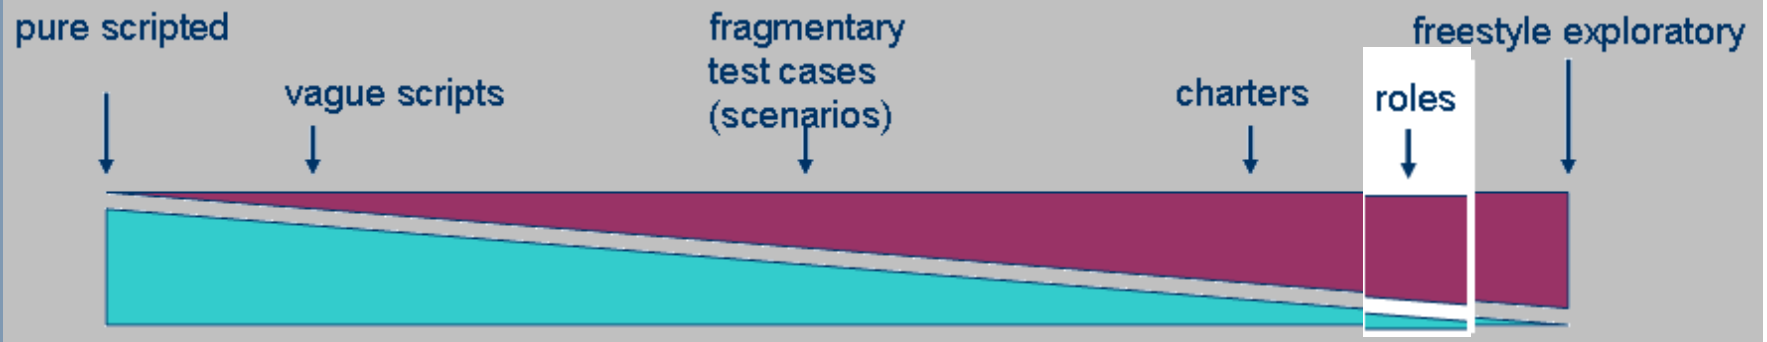 pure scripted
vague scripts
fragmentary
test cases
(scenarios)
charters
roles
freestyle exploratory